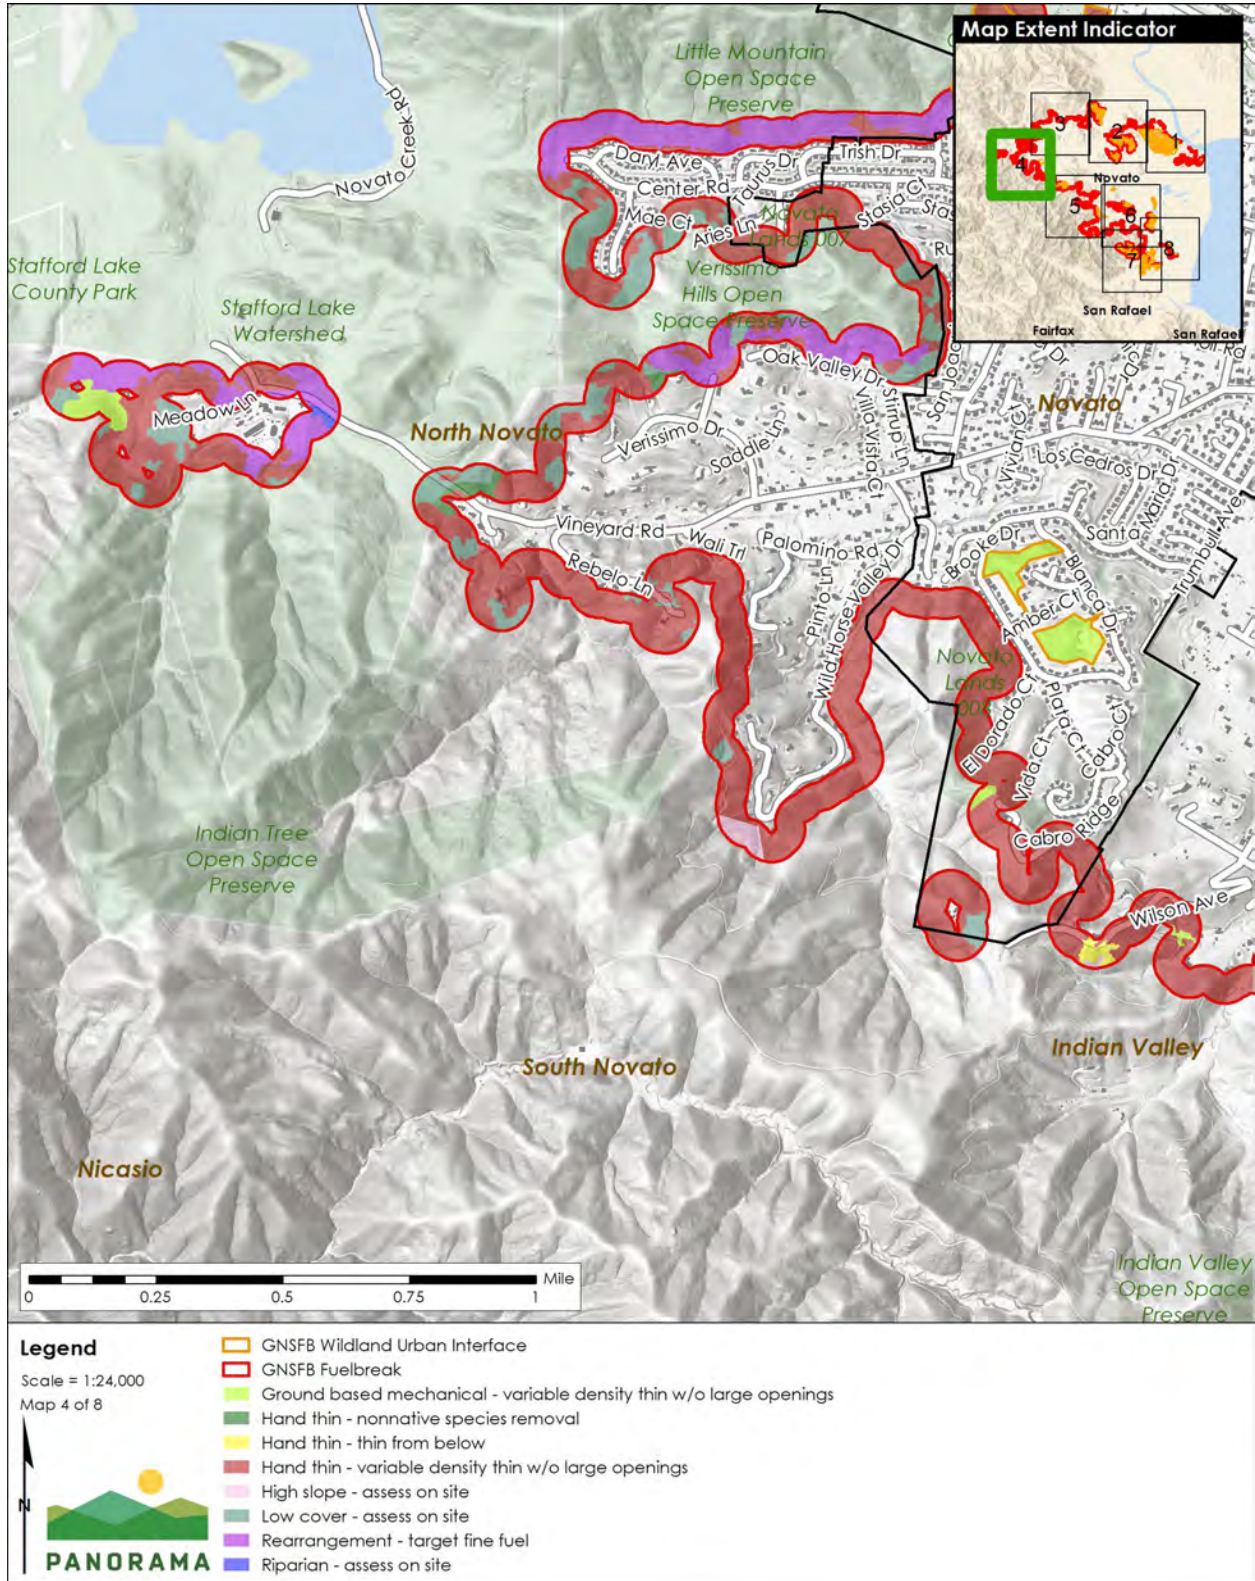 Little Mountain
Open Space
Preserve
Map Extent Indicator
3
2
1
4
Novato
5
6
7
8
San Rafael
Fairfax
San Rafael
Novato Creek Rd
Daryl Ave
Taurus Dr
Trish Dr
Center Rd
Mae Ct
Aries Ln
Novato
Lands 007
Stasia Ct
Verissimo
Hills Open
Space Preserve
Stafford Lake
County Park
Stafford Lake
Watershed
Meadow Ln
Oak Valley Dr
Stirrup Ln
Villa Vista Ct
Novato
North Novato
Verissimo Dr
Saddle Ln
Vivian Ct
Los Cedros Dr
Santa
Maria Dr
Trumbull Ave
Vineyard Rd
Wali Trl
Palomino Rd
Rebelo Ln
Pinto Ln
Wild Horse Valley Dr
Brooke Dr
Blanca Dr
Amber Ct
Novato
Lands
El Dorado Ct
Plata Ct
Cabro Ct
Vida Ct
Cabro Ridge
Indian Tree
Open Space
Preserve
Wilson Ave
South Novato
Indian Valley
Nicasio
Indian Valley
Open Space
Preserve
Mile
0 0.25 0.5 0.75 1
Legend
Scale = 1:24,000
Map 4 of 8
N
PANORAMA
GNSFB Wildland Urban Interface
GNSFB Fuelbreak
Ground based mechanical - variable density thin w/o large openings
Hand thin - nonnative species removal
Hand thin - thin from below
Hand thin - variable density thin w/o large openings
High slope - assess on site
Low cover - assess on site
Rearrangement - target fine fuel
Riparian - assess on site